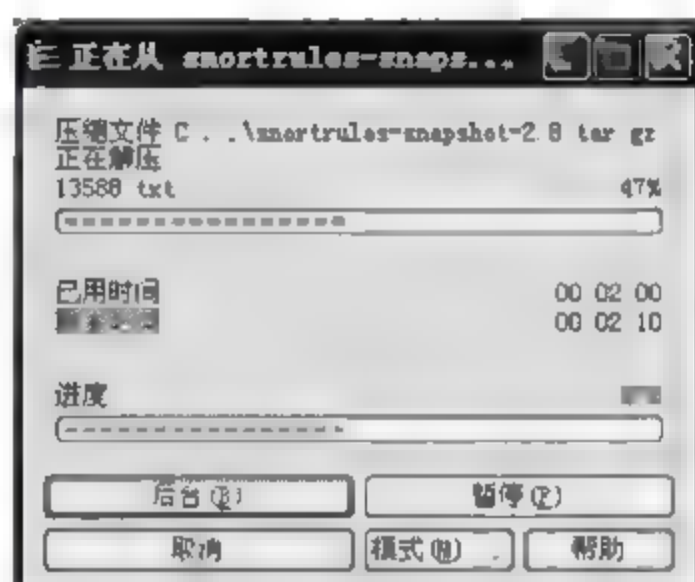 正在从 snortrules-snaps...
压缩文件 C . .\snortrules-snapshot-2 8 tar gz
正在解压
13588 txt 47%
已用时间 00 02 00
00 02 10
进度
后台(B) 暂停(P)
取消 模式(M) 帮助